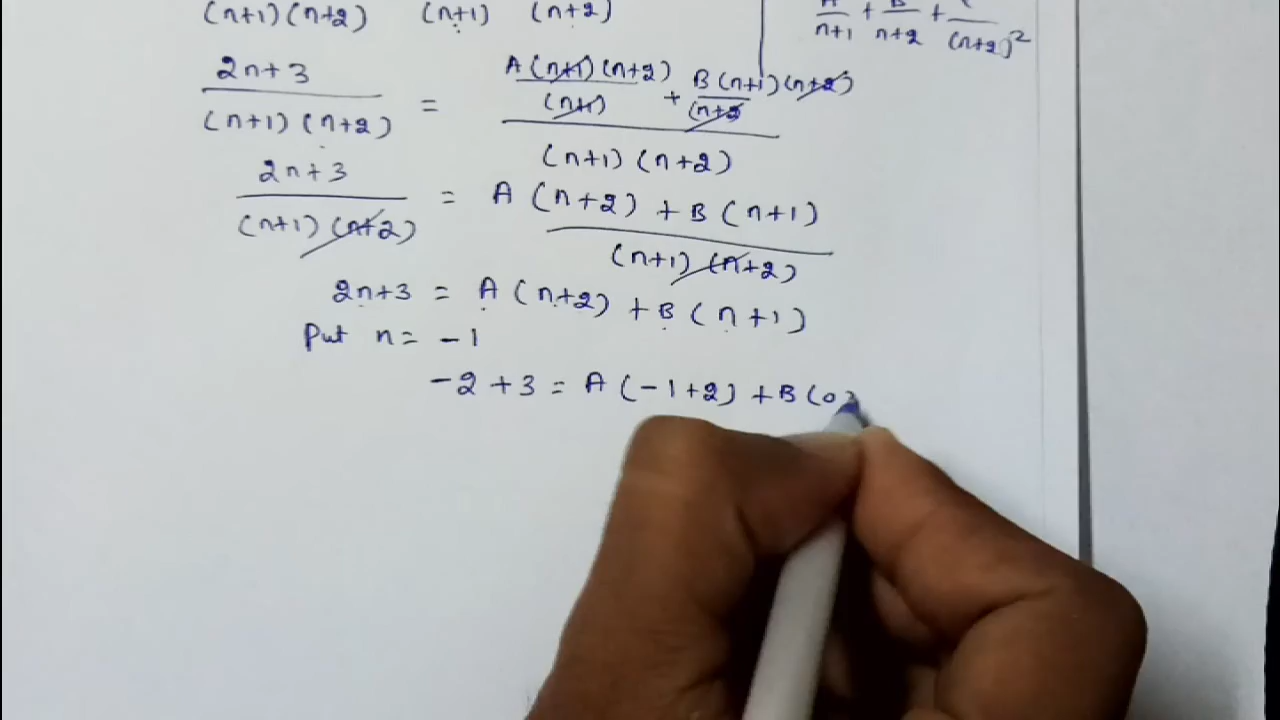 (n+1)(n+2) (n+1) (n+2)
A/n+1 + B/n+2 + C/(n+2)²
2n+3/(n+1)(n+2) = A(n+1)(n+2)/(n+1) + B(n+1)(n+2)/(n+2)
(n+1)(n+2)
2n+3/(n+1)(n+2) = A(n+2)+B(n+1)/(n+1)(n+2)
2n+3 = A(n+2)+B(n+1)
Put n= -1
-2+3 = A(-1+2)+B(0)